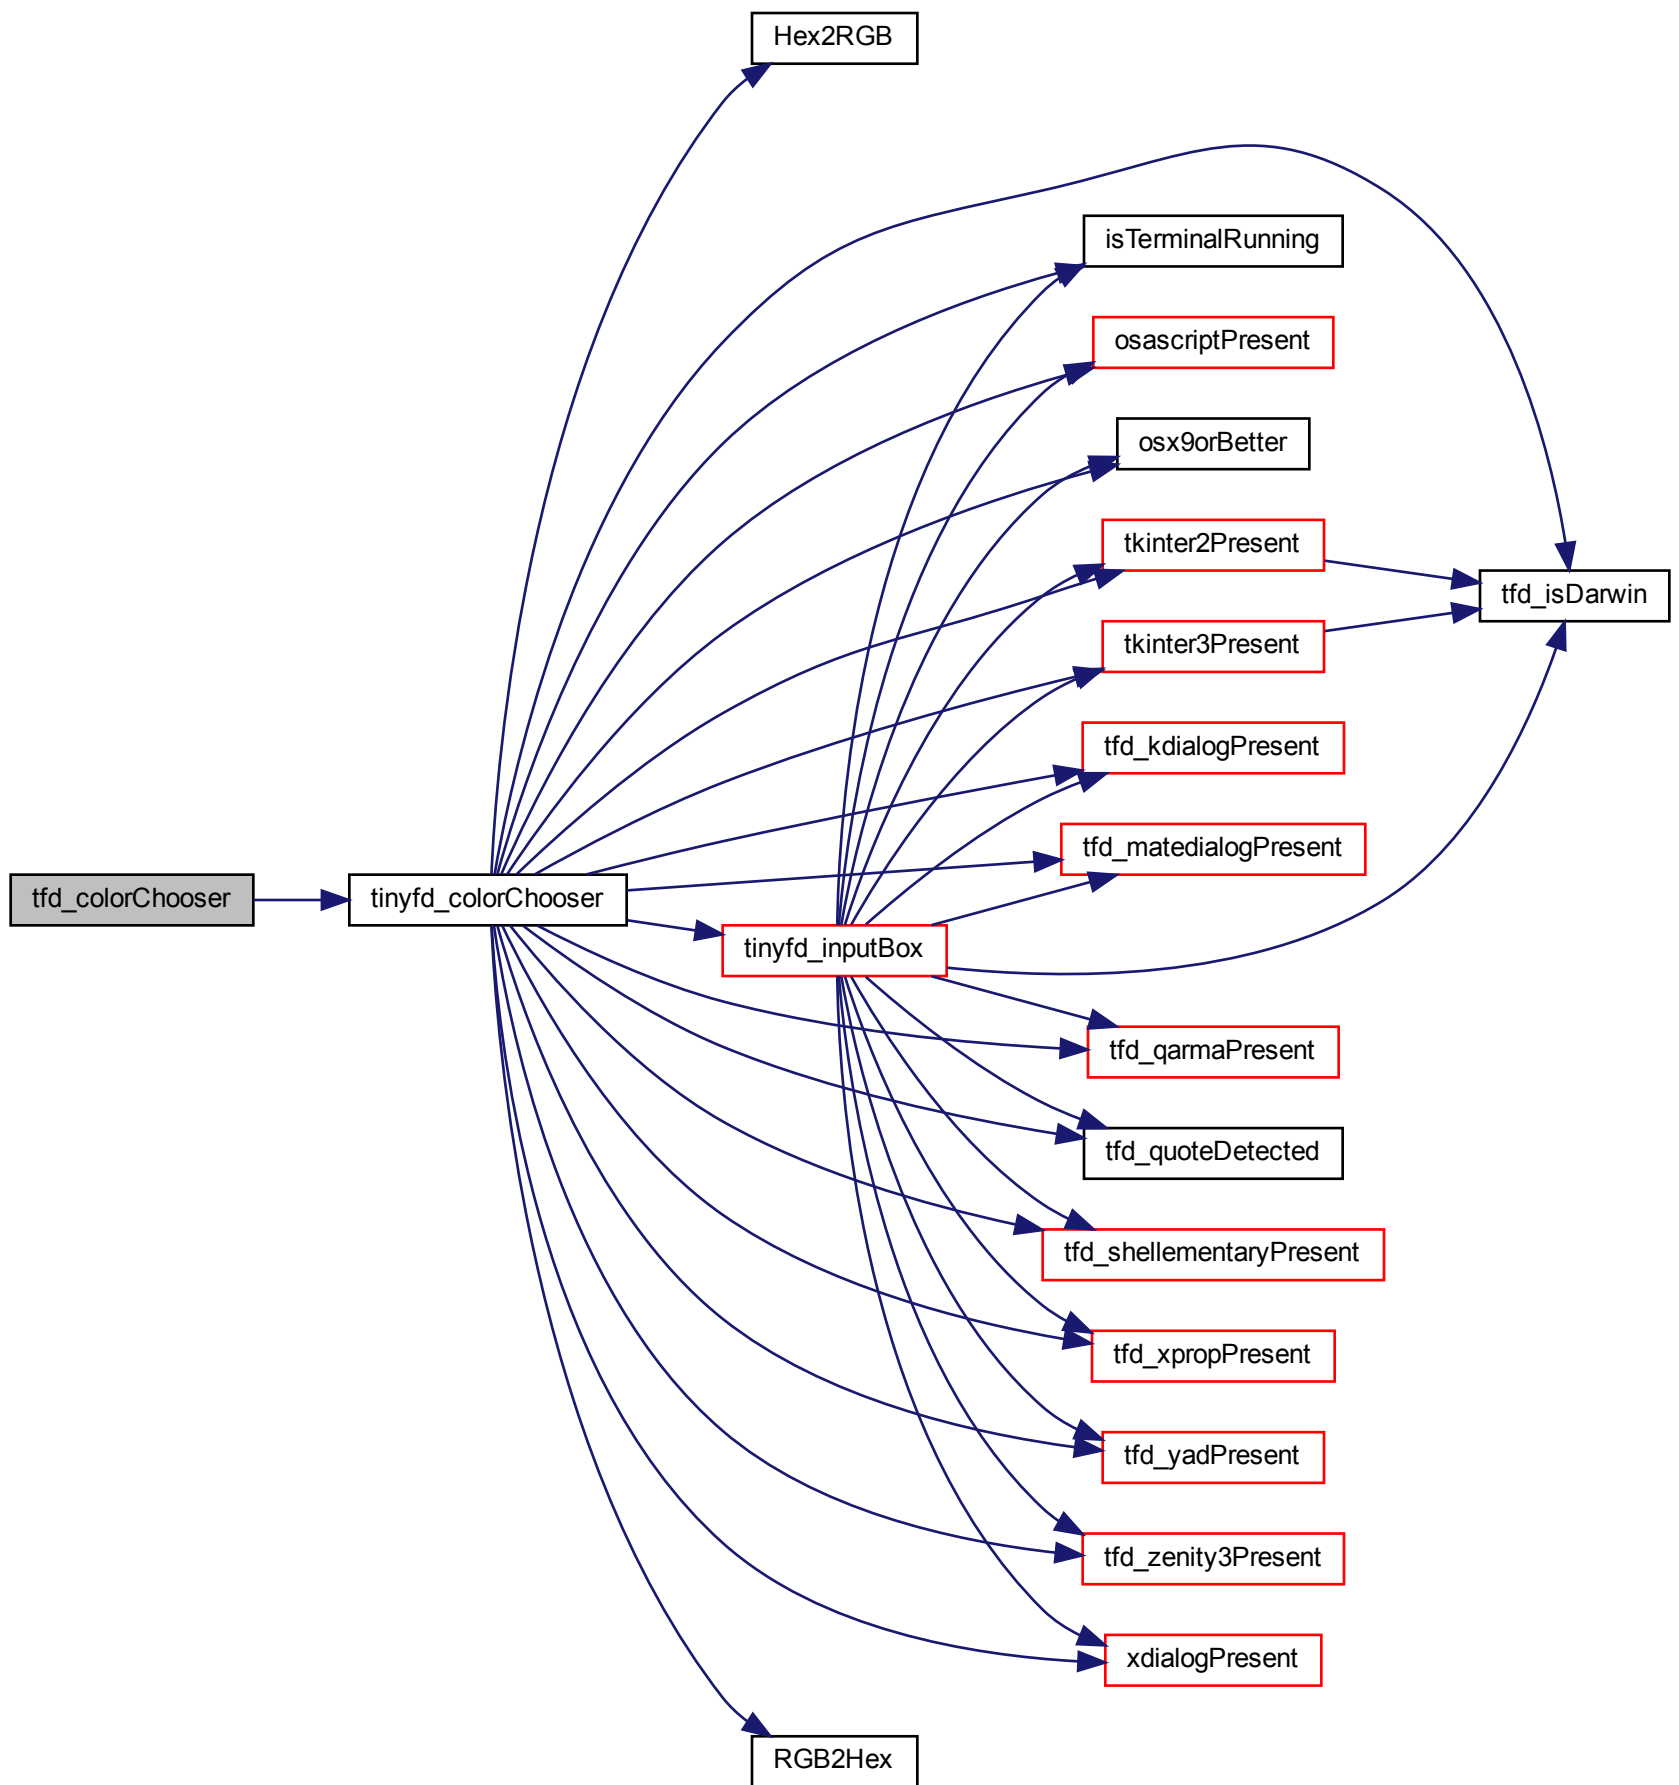 Hex2RGB
isTerminalRunning
osascriptPresent
osx9orBetter
tkinter2Present
tfd_isDarwin
tkinter3Present
tfd_kdialogPresent
tfd_matedialogPresent
tfd_colorChooser
tinyfd_colorChooser
tinyfd_inputBox
tfd_qarmaPresent
tfd_quoteDetected
tfd_shellementaryPresent
tfd_xpropPresent
tfd_yadPresent
tfd_zenity3Present
xdialogPresent
RGB2Hex